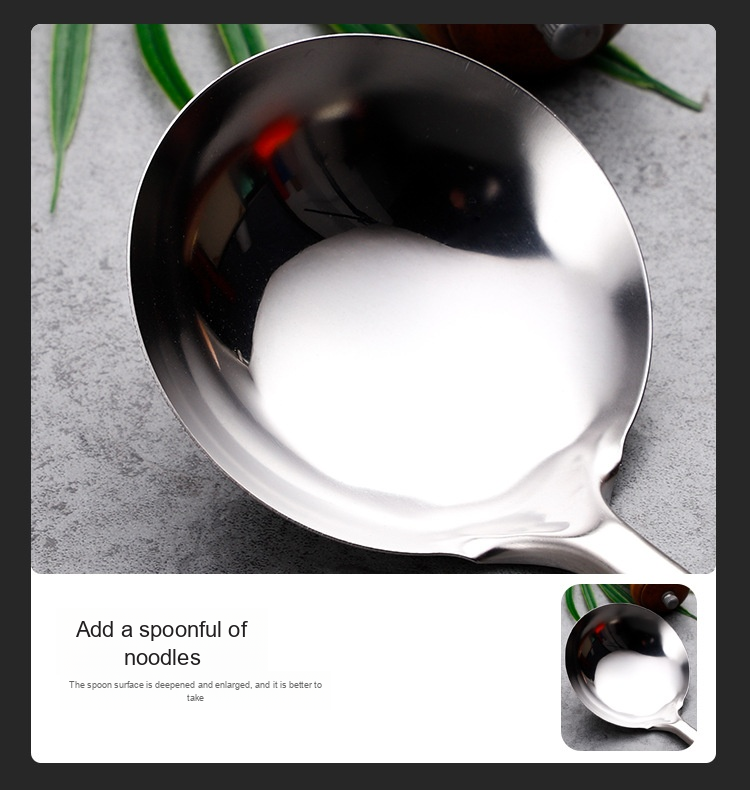 Add a spoonful of
noodles
The spoon surface is deepened and enlarged, and it is better to
take